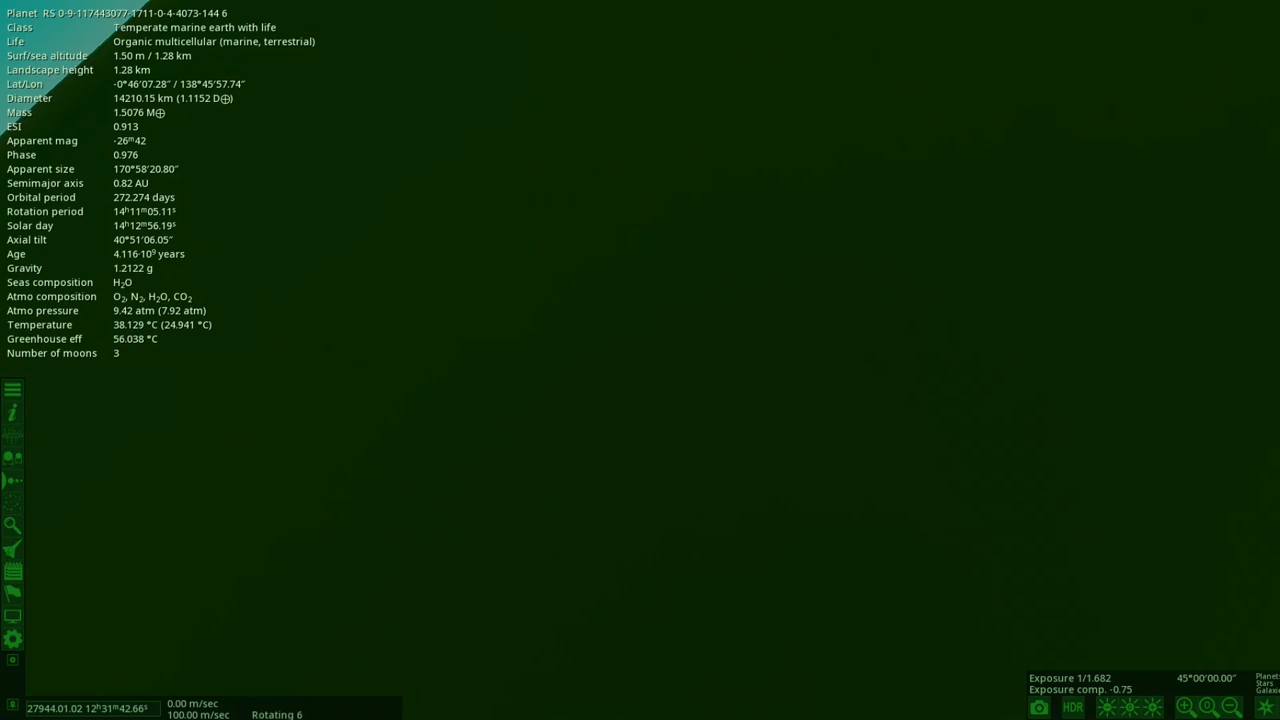 Planet RS 0-9-117443077-1711-0-4-4073-144 6
Class Temperate marine earth with life
Life Organic multicellular (marine, terrestrial)
Surf/sea altitude 1.50 m / 1.28 km
Landscape height 1.28 km
Lat/Lon -0°46′07.28″ / 138°45′57.74″
Diameter 14210.15 km (1.1152 D⊕)
Mass 1.5076 M⊕
ESI 0.913
Apparent mag -26ᵐ42
Phase 0.976
Apparent size 170°58′20.80″
Semimajor axis 0.82 AU
Orbital period 272.274 days
Rotation period 14ʰ11ᵐ05.11ˢ
Solar day 14ʰ12ᵐ56.19ˢ
Axial tilt 40°51′06.05″
Age 4.116·10⁹ years
Gravity 1.2122 g
Seas composition H₂O
Atmo composition O₂, N₂, H₂O, CO₂
Atmo pressure 9.42 atm (7.92 atm)
Temperature 38.129 °C (24.941 °C)
Greenhouse eff 56.038 °C
Number of moons 3
27944.01.02 12ʰ31ᵐ42.66ˢ
0.00 m/sec
100.00 m/sec Rotating 6
Exposure 1/1.682 45°00′00.00″
Exposure comp. -0.75
HDR
Planets
Stars
Galaxie